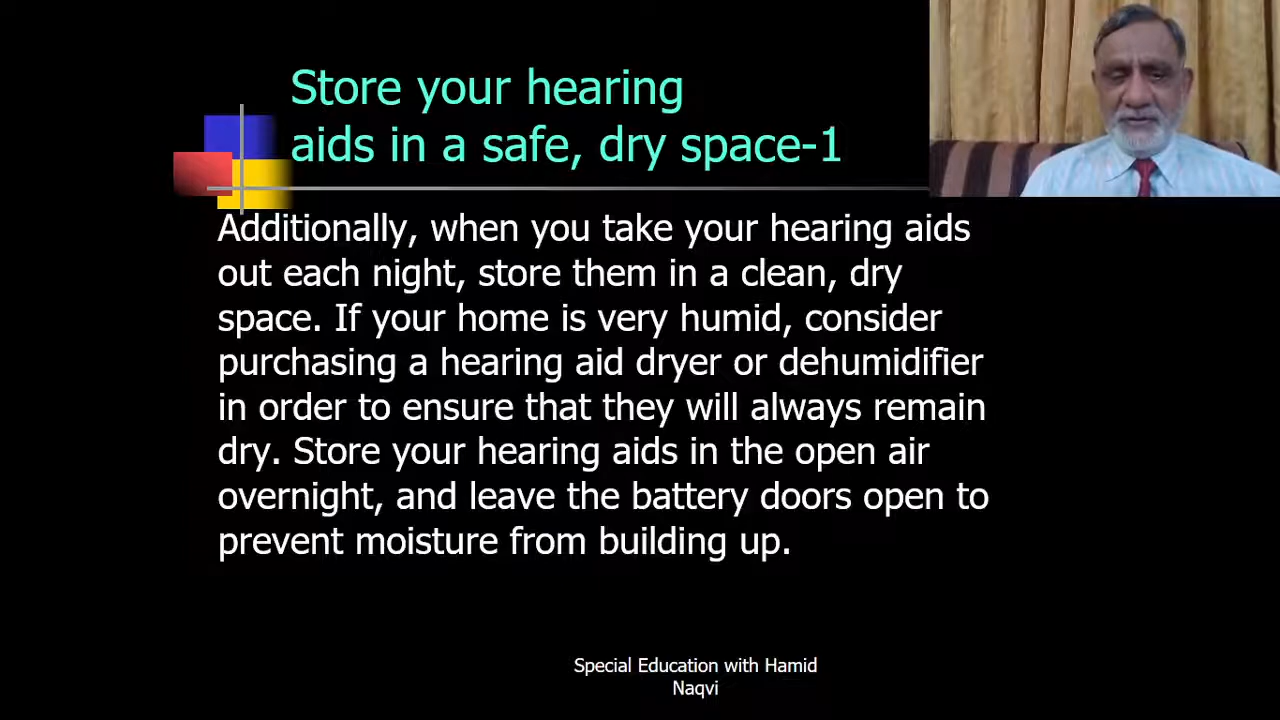 Store your hearing
aids in a safe, dry space-1
Additionally, when you take your hearing aids
out each night, store them in a clean, dry
space. If your home is very humid, consider
purchasing a hearing aid dryer or dehumidifier
in order to ensure that they will always remain
dry. Store your hearing aids in the open air
overnight, and leave the battery doors open to
prevent moisture from building up.
Special Education with Hamid
Naqvi